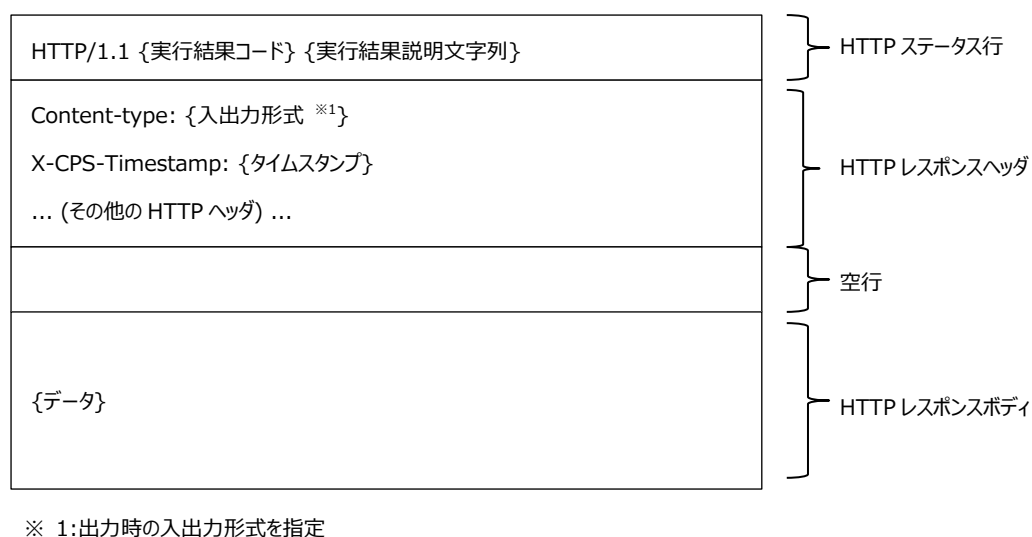 HTTP/1.1 {実行結果コード} {実行結果説明文字列}
HTTP ステータス行
Content-type: {入出力形式 ※1}
X-CPS-Timestamp: {タイムスタンプ}
... (その他の HTTP ヘッダ) ...
HTTP レスポンスヘッダ
空行
{データ}
HTTP レスポンスボディ
※ 1:出力時の入出力形式を指定